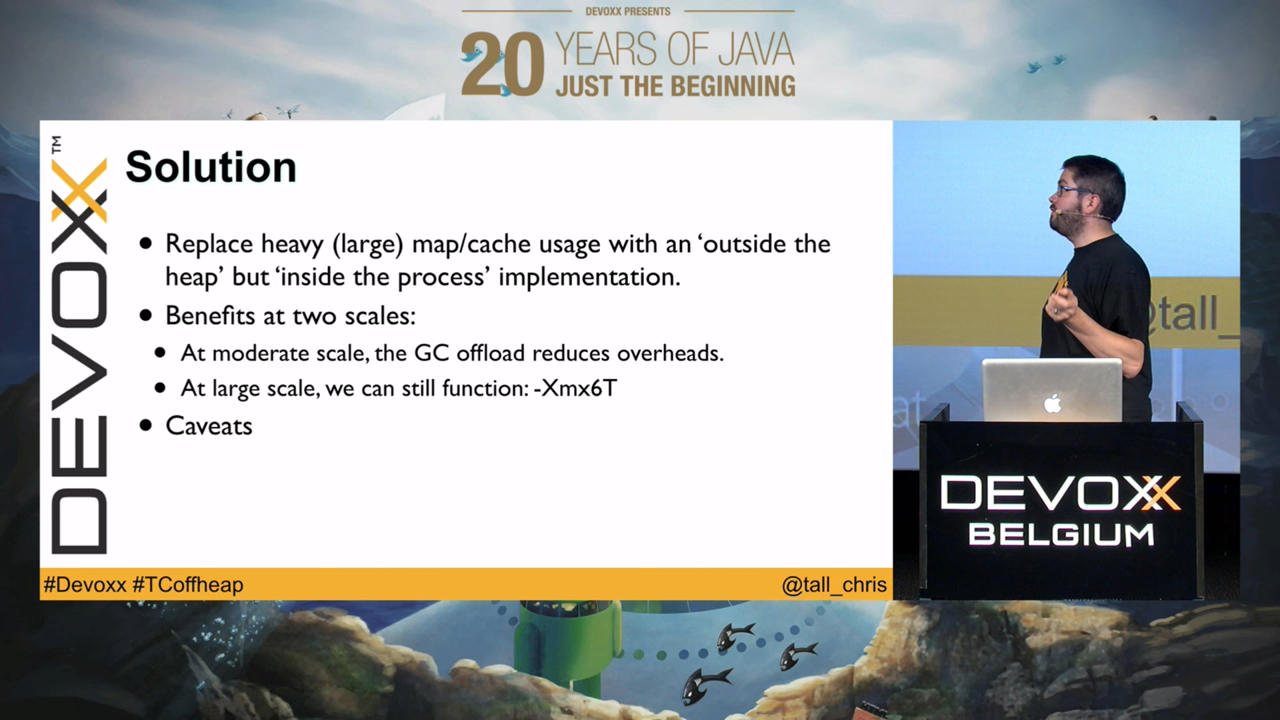 DEVOXX PRESENTS
20 YEARS OF JAVA
JUST THE BEGINNING
DEVOXX™
Solution
• Replace heavy (large) map/cache usage with an ‘outside the
heap’ but ‘inside the process’ implementation.
• Benefits at two scales:
• At moderate scale, the GC offload reduces overheads.
• At large scale, we can still function: -Xmx6T
• Caveats
#Devoxx #TCoffheap
@tall_chris
@tall_
DEVOXX
BELGIUM